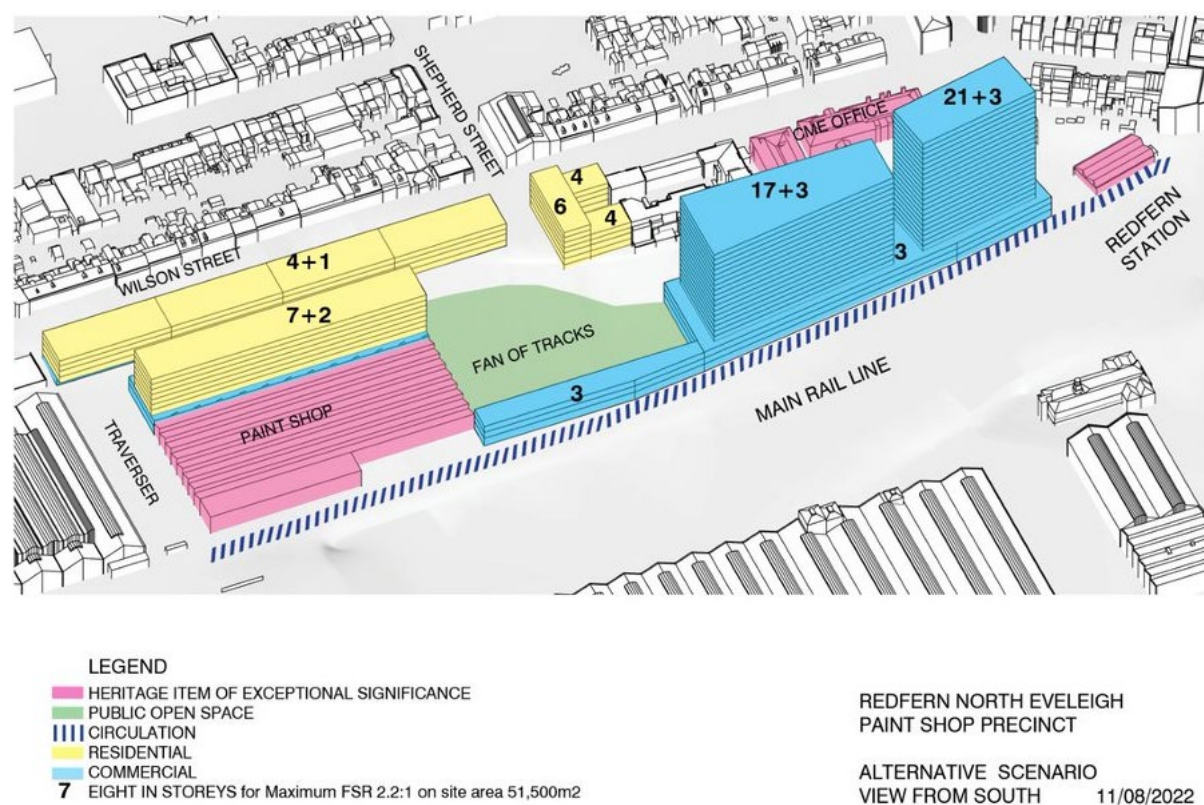 SHEPHERD STREET
21+3
CME OFFICE
4
17+3
6
4
REDFERN
STATION
3
WILSON STREET
4+1
7+2
FAN OF TRACKS
3
MAIN RAIL LINE
PAINT SHOP
TRAVERSER
LEGEND
HERITAGE ITEM OF EXCEPTIONAL SIGNIFICANCE
PUBLIC OPEN SPACE
CIRCULATION
RESIDENTIAL
COMMERCIAL
7 EIGHT IN STOREYS for Maximum FSR 2.2:1 on site area 51,500m2
REDFERN NORTH EVELEIGH
PAINT SHOP PRECINCT
ALTERNATIVE SCENARIO
VIEW FROM SOUTH 11/08/2022